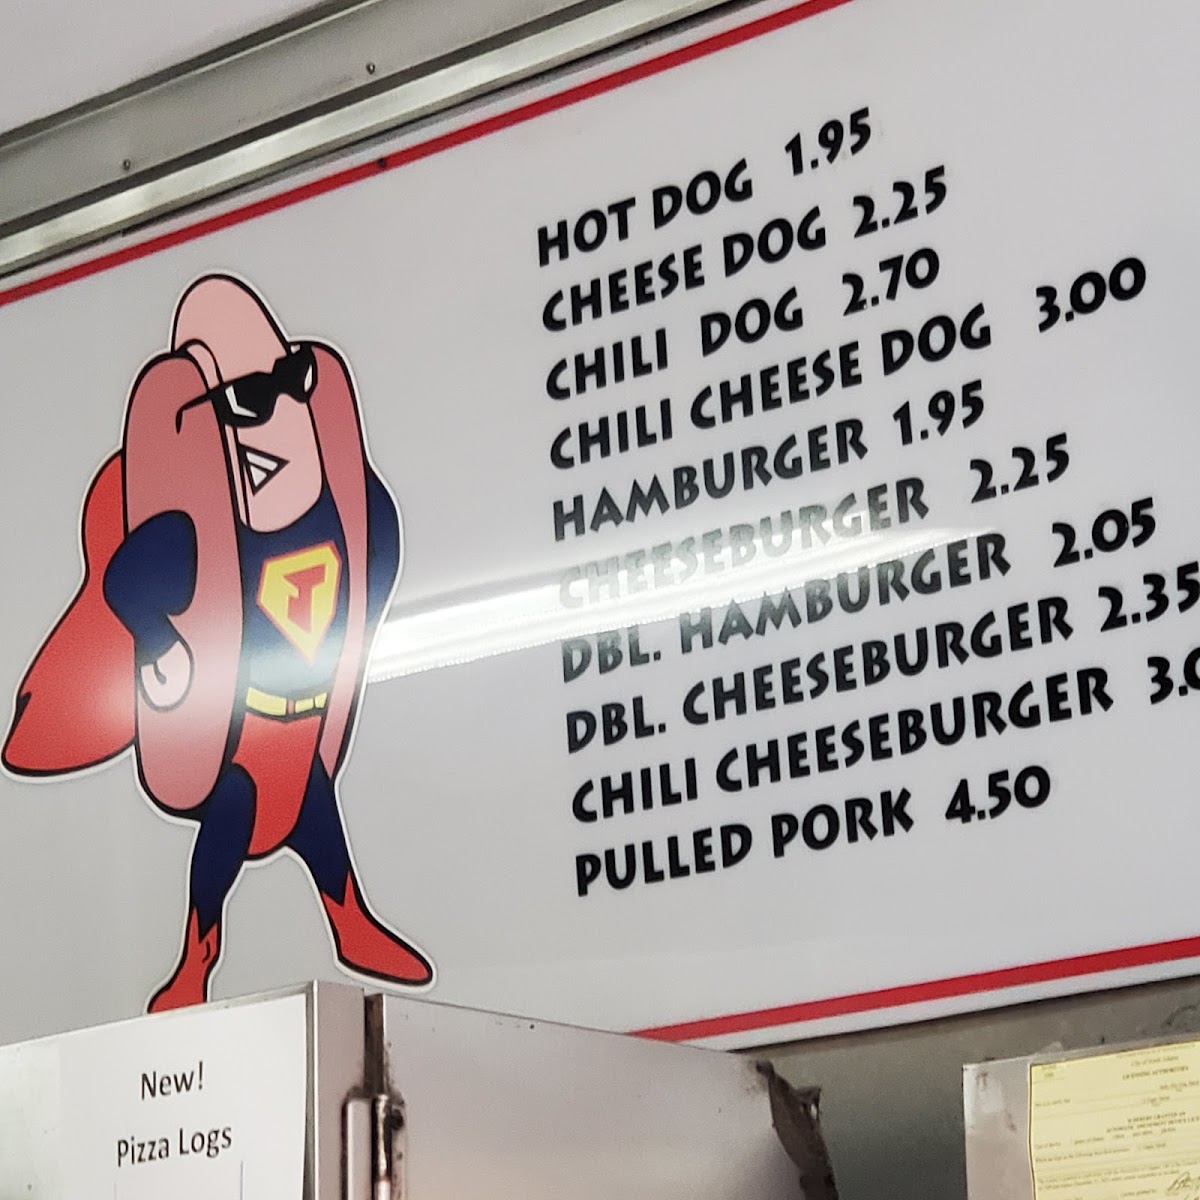 HOT DOG 1.95
CHEESE DOG 2.25
CHILI DOG 2.70
CHILI CHEESE DOG 3.00
HAMBURGER 1.95
CHEESEBURGER 2.25
DBL. HAMBURGER 2.05
DBL. CHEESEBURGER 2.35
CHILI CHEESEBURGER 3.0
PULLED PORK 4.50
J
New!
Pizza Logs